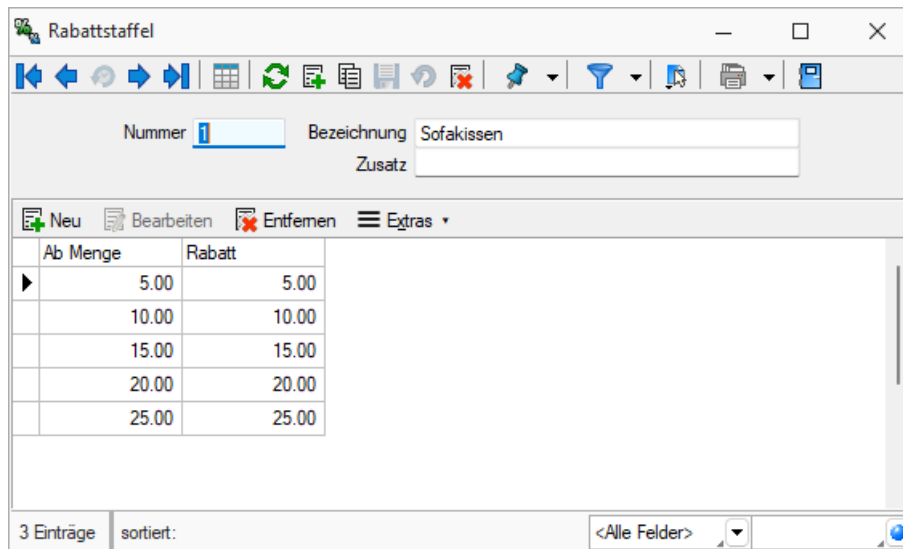 Rabattstaffel
Nummer 1 Bezeichnung Sofakissen
Zusatz
Neu Bearbeiten Entfernen Extras
Ab Menge Rabatt
5.00 5.00
10.00 10.00
15.00 15.00
20.00 20.00
25.00 25.00
3 Einträge sortiert: <Alle Felder>